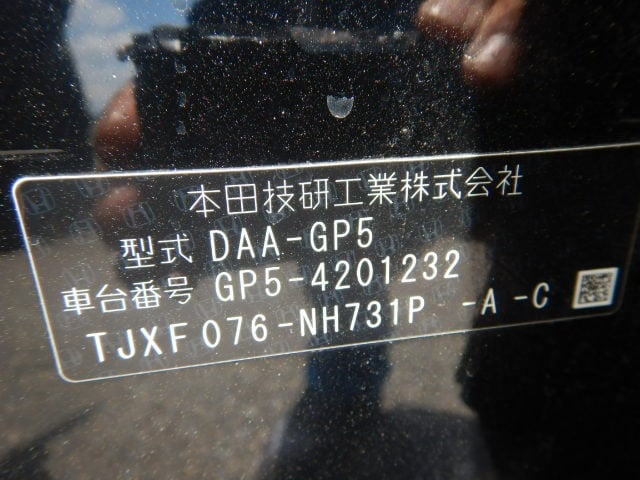 本田技研工業株式会社
型式 DAA-GP5
車台番号 GP5-4201232
TJXF076-NH731P -A-C